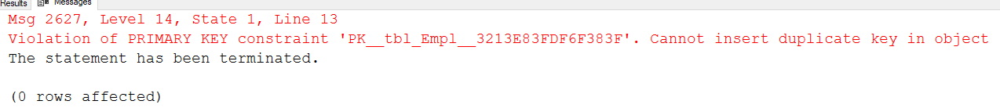 Results Messages
Msg 2627, Level 14, State 1, Line 13
Violation of PRIMARY KEY constraint 'PK__tbl_Empl__3213E83FDF6F383F'. Cannot insert duplicate key in object
The statement has been terminated.
(0 rows affected)